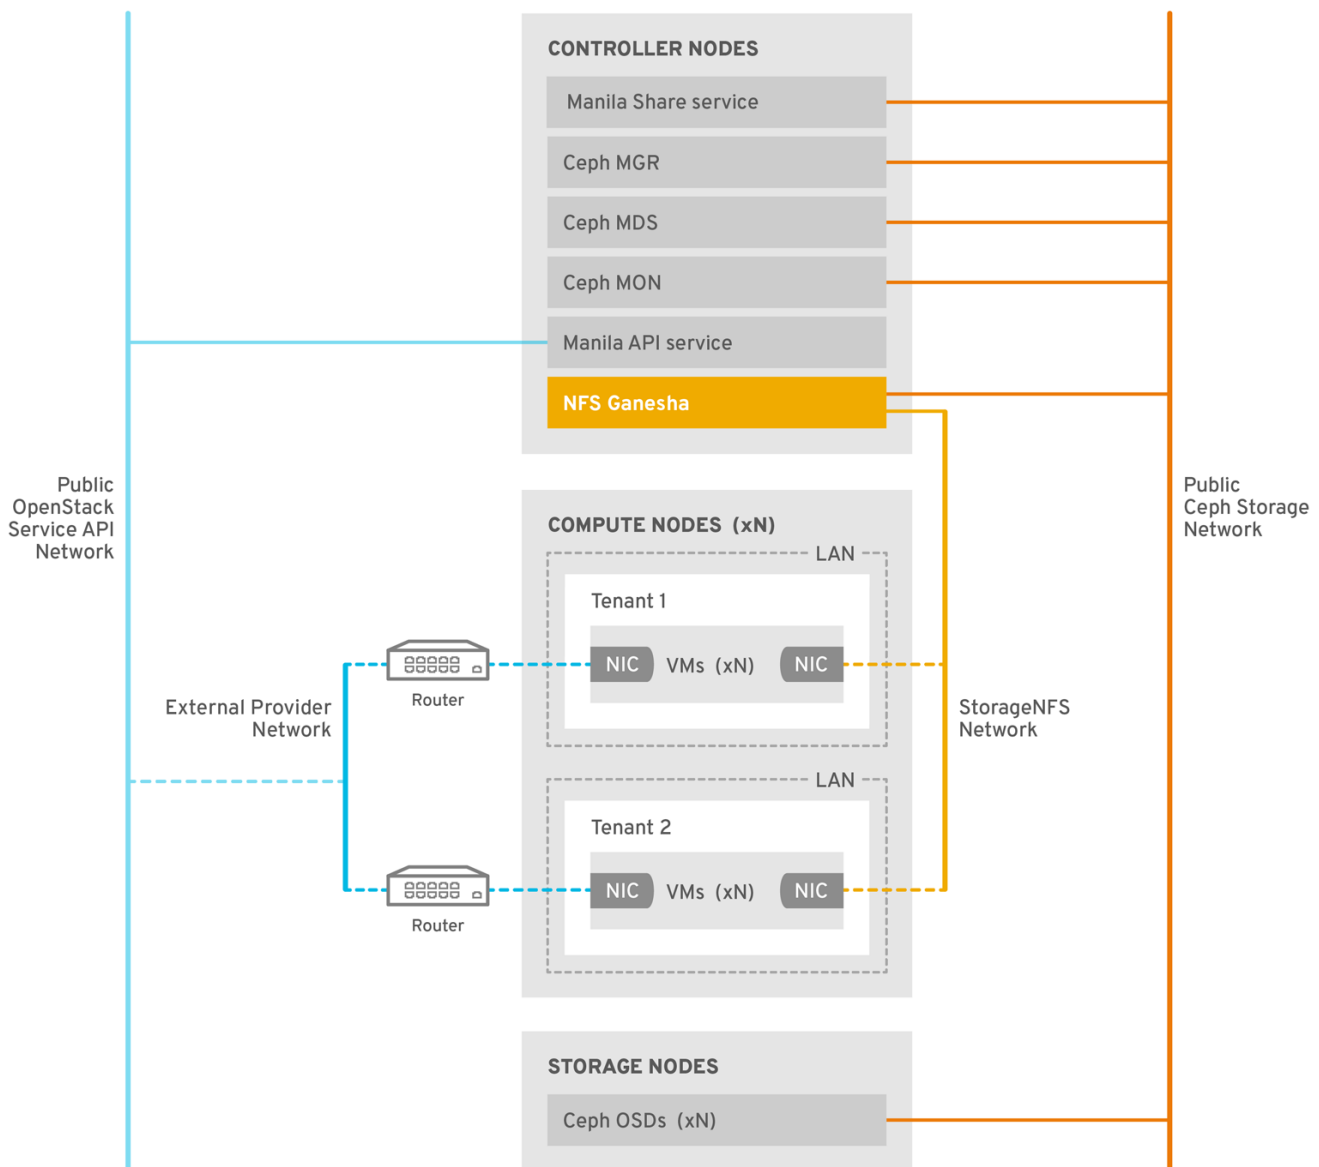 CONTROLLER NODES
Manila Share service
Ceph MGR
Ceph MDS
Ceph MON
Manila API service
NFS Ganesha
Public
OpenStack
Service API
Network
Public
Ceph Storage
Network
COMPUTE NODES (xN)
LAN
Tenant 1
NIC VMs (xN) NIC
Router
External Provider
Network
StorageNFS
Network
LAN
Tenant 2
NIC VMs (xN) NIC
Router
STORAGE NODES
Ceph OSDs (xN)